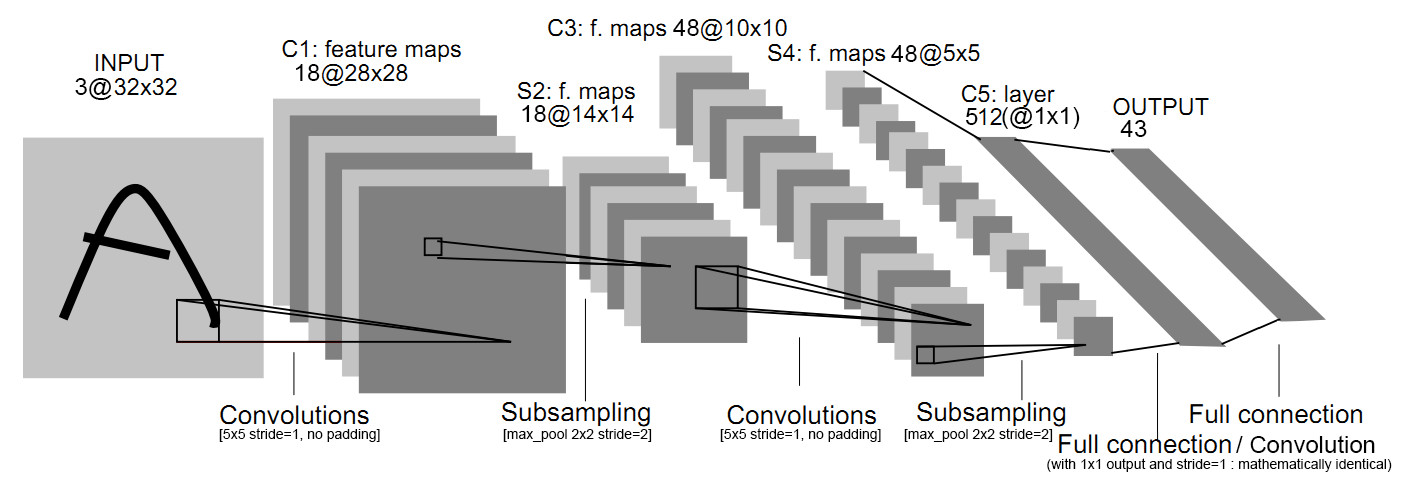 INPUT
3@32x32
C1: feature maps
18@28x28
S2: f. maps
18@14x14
C3: f. maps 48@10x10
S4: f. maps 48@5x5
C5: layer
512(@1x1)
OUTPUT
43
Convolutions
[5x5 stride=1, no padding]
Subsampling
[max_pool 2x2 stride=2]
Convolutions
[5x5 stride=1, no padding]
Subsampling
[max_pool 2x2 stride=2]
Full connection / Convolution
(with 1x1 output and stride=1 : mathematically identical)
Full connection